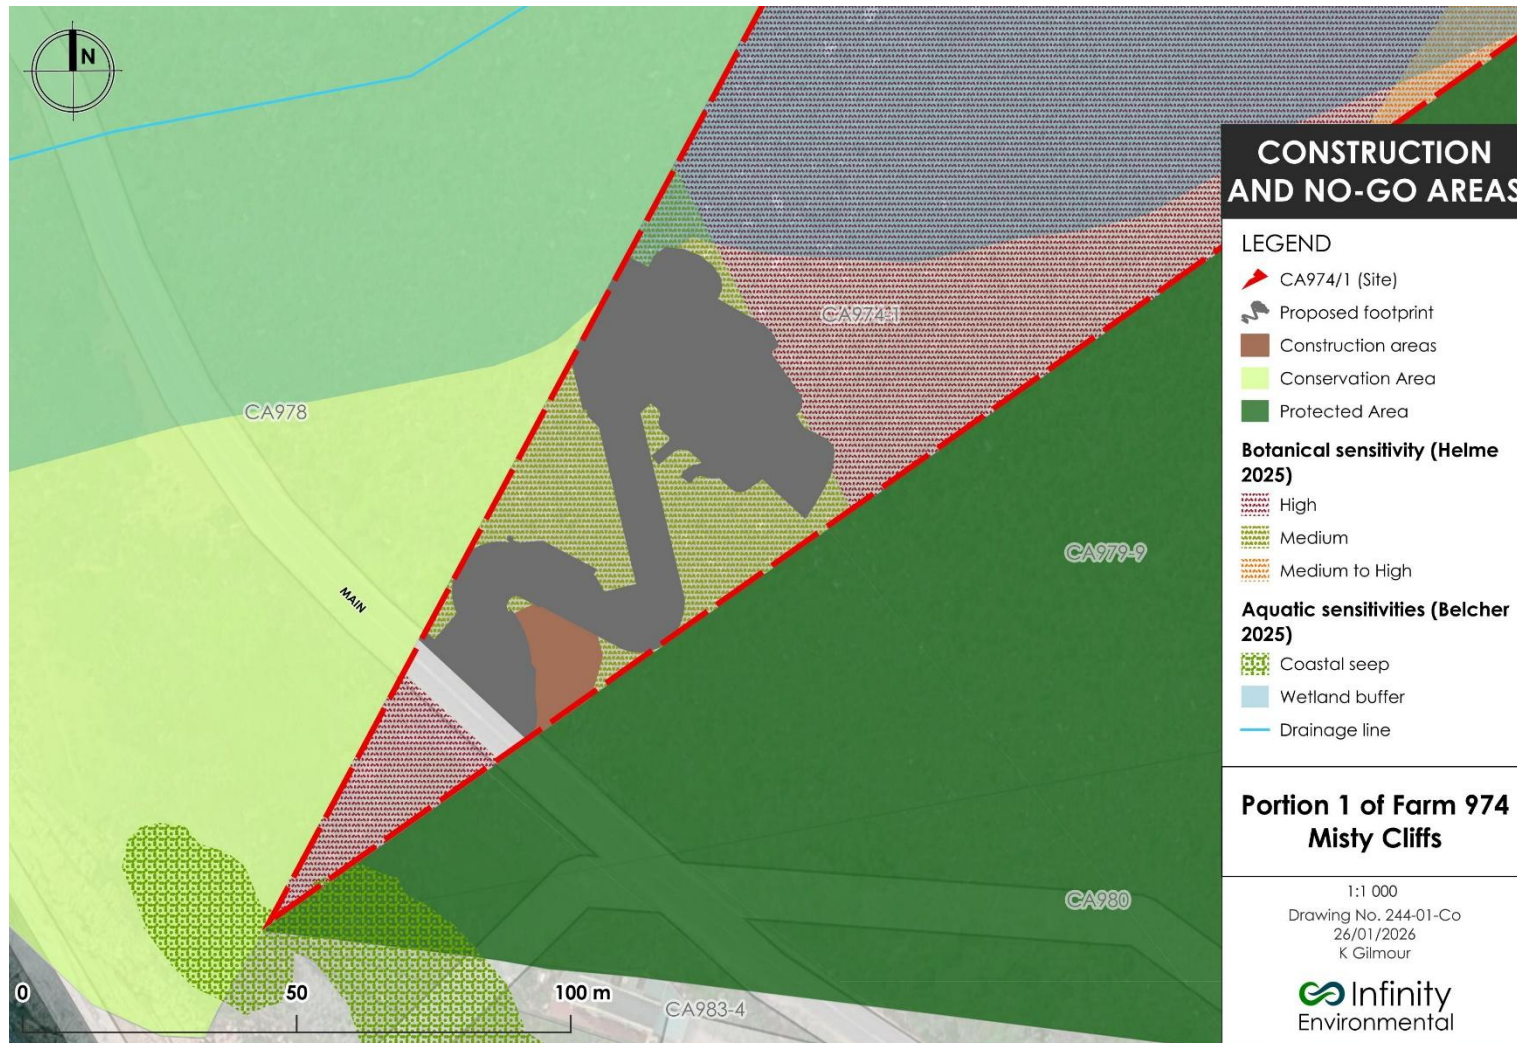 N
CONSTRUCTION
AND NO-GO AREAS
LEGEND
CA974/1 (Site)
Proposed footprint
Construction areas
Conservation Area
Protected Area
Botanical sensitivity (Helme
2025)
High
Medium
Medium to High
Aquatic sensitivities (Belcher
2025)
Coastal seep
Wetland buffer
Drainage line
Portion 1 of Farm 974
Misty Cliffs
1:1 000
Drawing No. 244-01-Co
26/01/2026
K Gilmour
Infinity
Environmental
CA974-1
CA978
CA979-9
MAIN
CA980
CA983-4
0 50 100 m